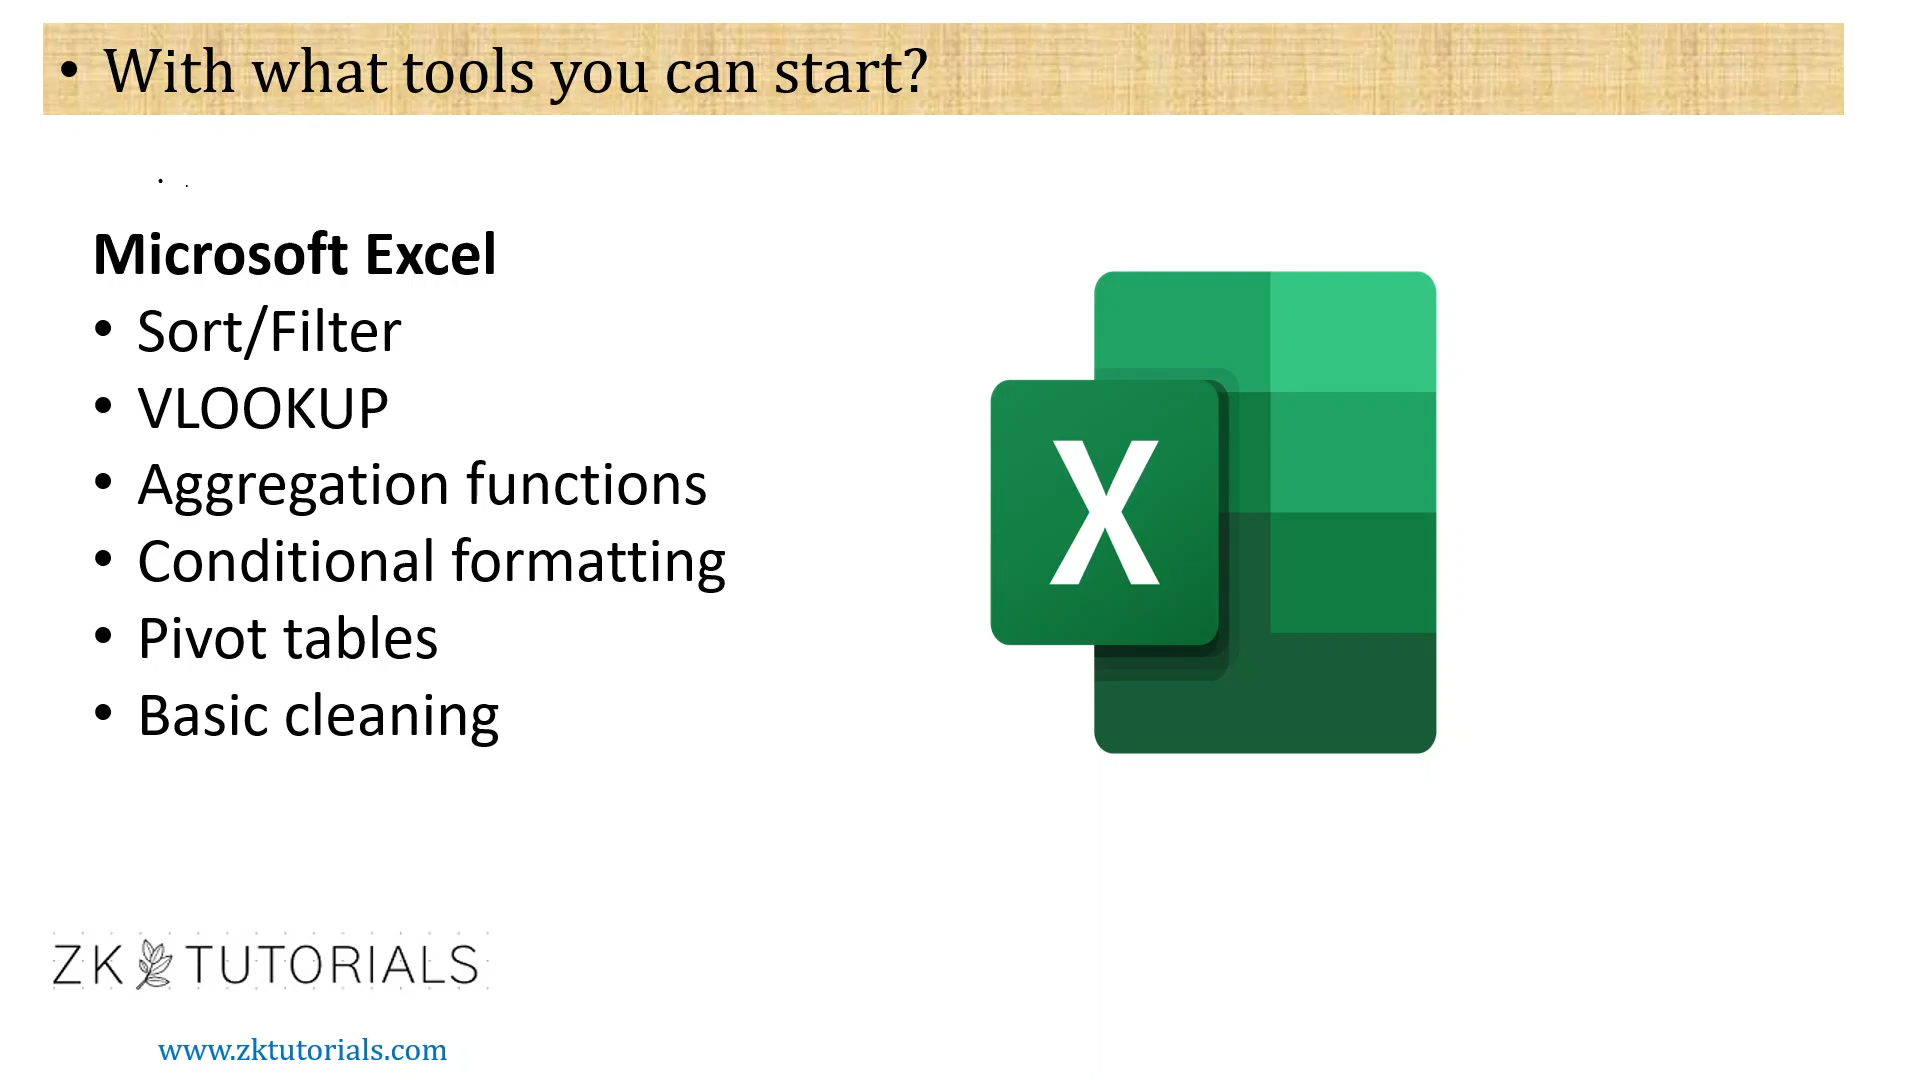 • With what tools you can start?
Microsoft Excel
• Sort/Filter
• VLOOKUP
• Aggregation functions
• Conditional formatting
• Pivot tables
• Basic cleaning
X
ZK TUTORIALS
www.zktutorials.com